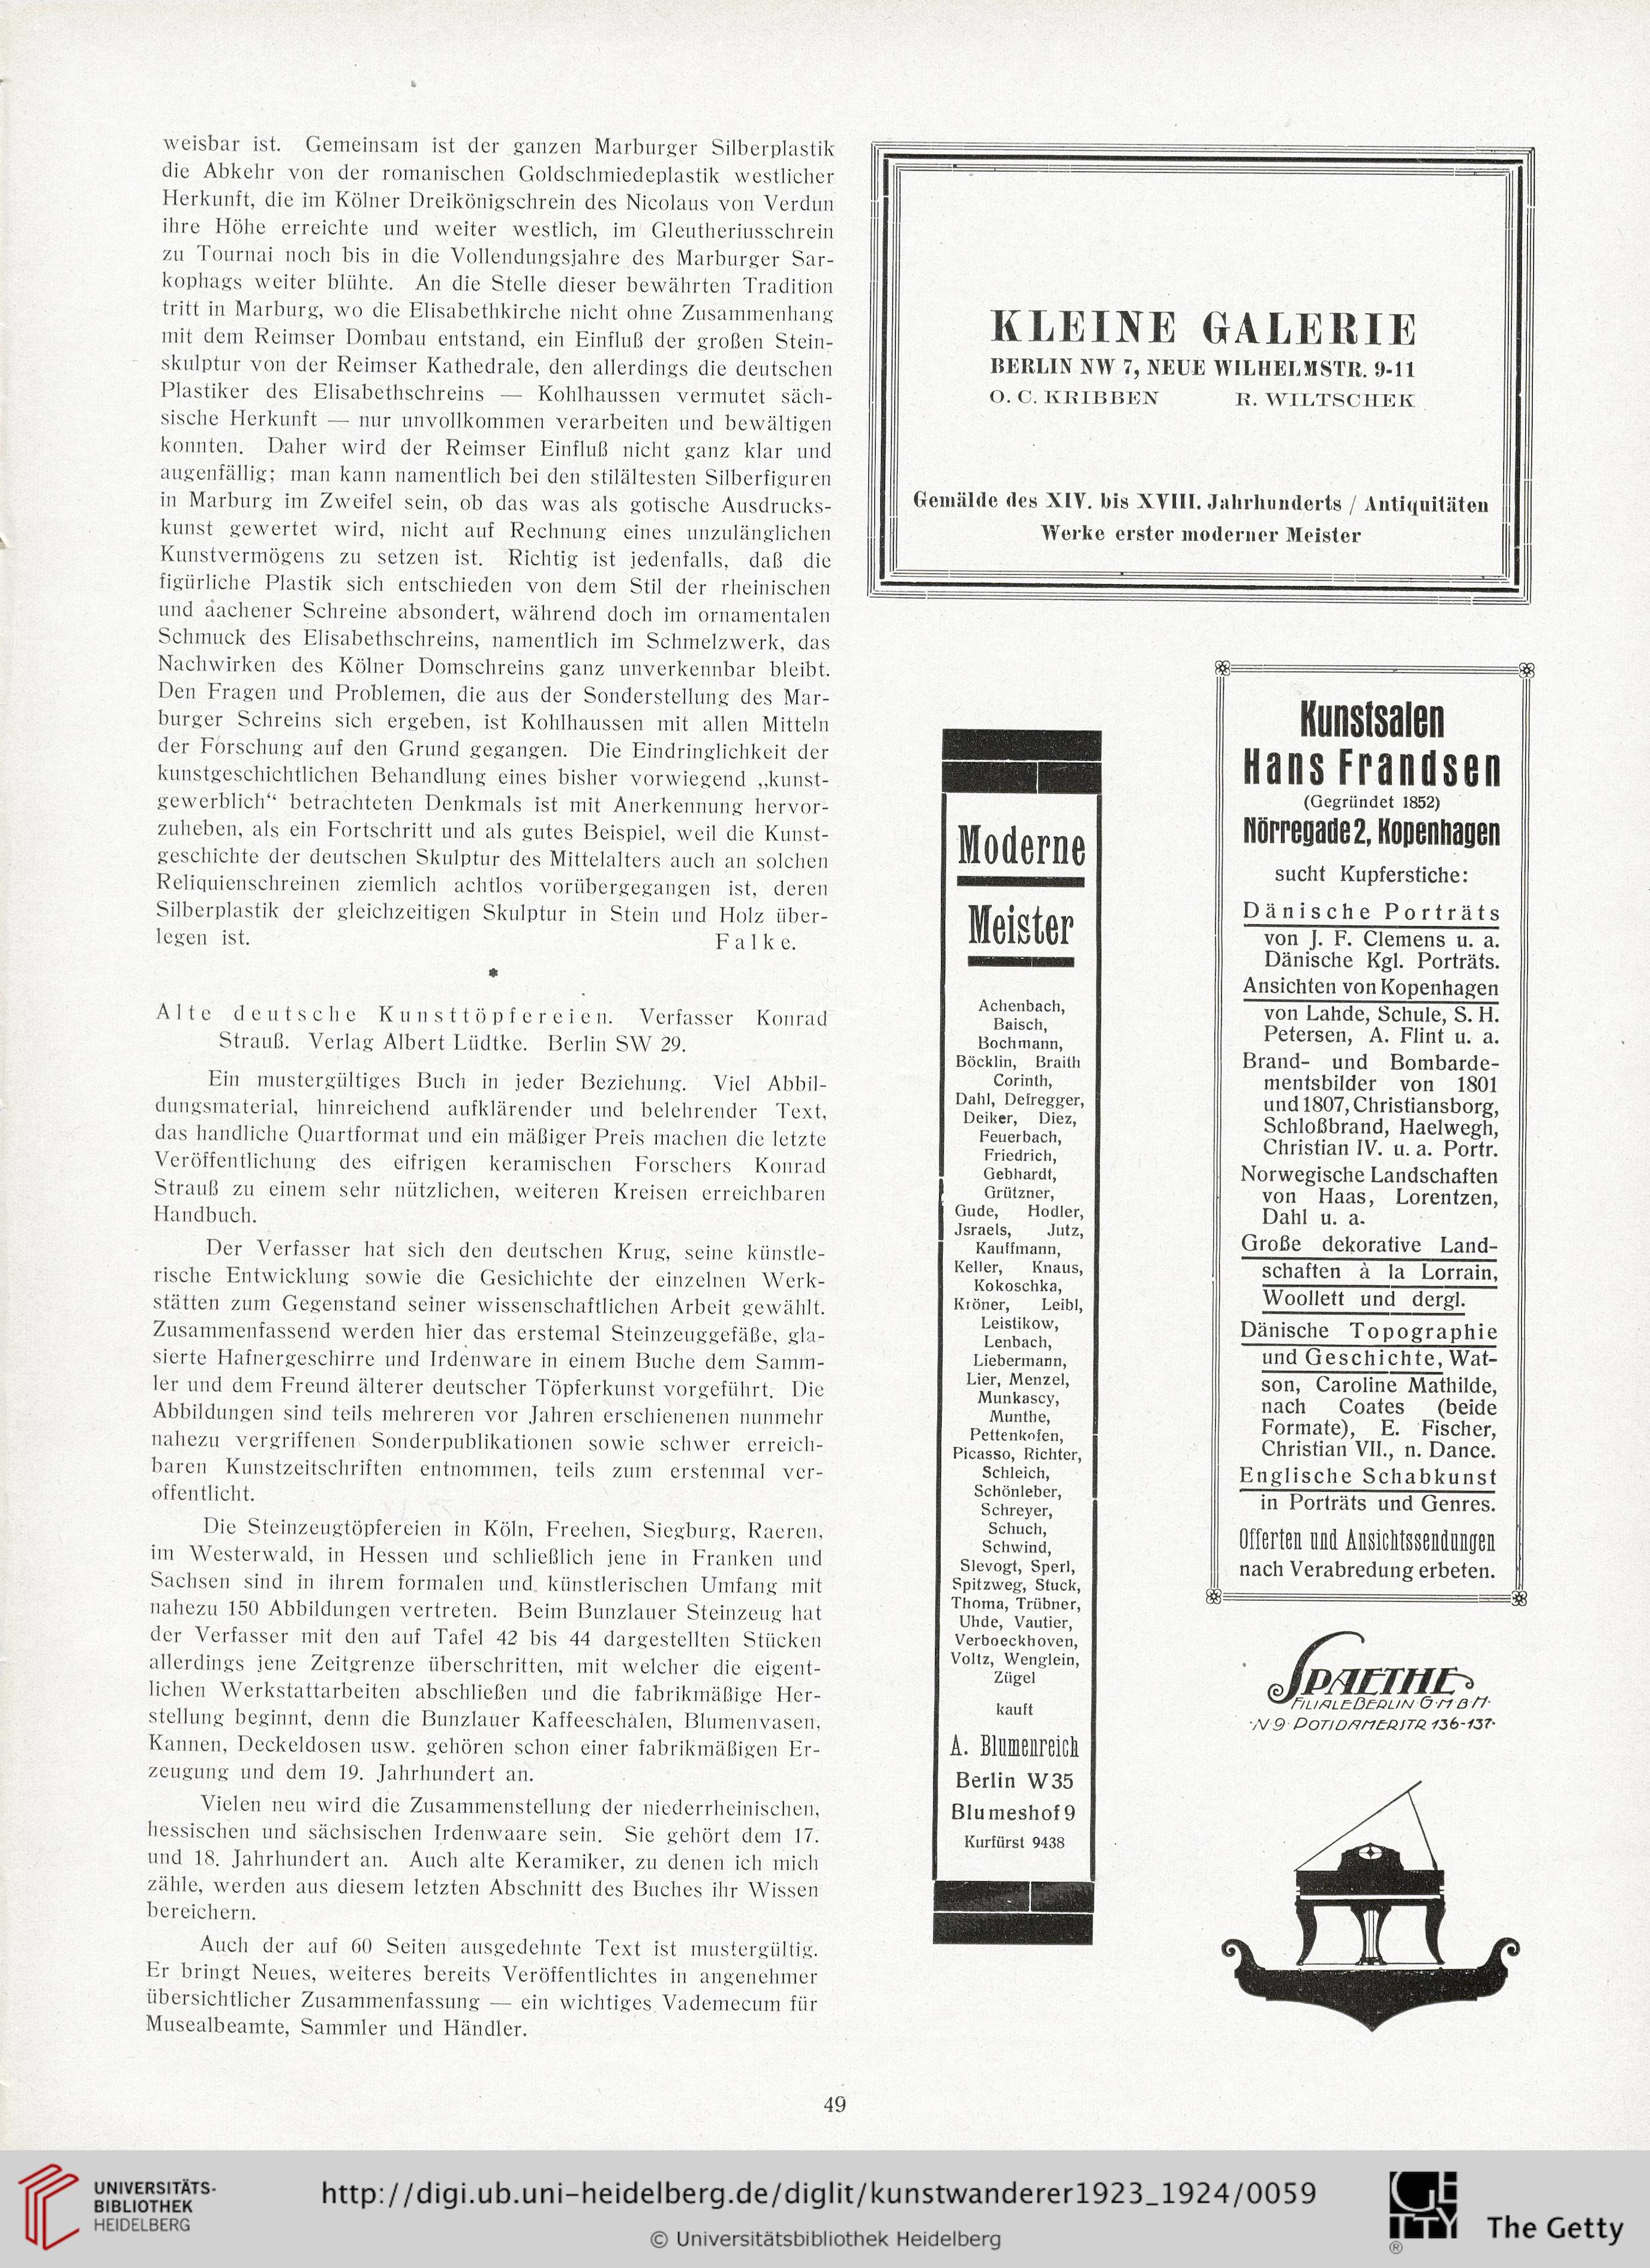 weisbar ist. Gemeinsam ist der ganzen Marburger Silberplastik
die Abkehr von der romanischen Goldschmiedeplastik westlicher
Herkunft, die im Kölner Dreikönigschrein des Nicolaus von Verdun
ihre Höhe erreichte und weiter westlich, im Gleutheriusschrein
zu Tournai noch bis in die Vollendungsjahre des Marburger Sar-
kophags weiter blühte. An die Stelle dieser bewährten Tradition
tritt in Marburg, wo die Elisabethkirche nicht ohne Zusammenhang
mit dem Reimser Dombau entstand, ein Einfluß der großen Stein-
skulptur von der Reimser Kathedrale, den allerdings die deutschen
Plastiker des Elisabethschreins — Kohlhaussen vermutet säch-
sische Herkunft — nur unvollkommen verarbeiten und bewältigen
konnten. Daher wird der Reimser Einfluß nicht ganz klar und
augenfällig; man kann namentlich bei den stilältesten Silberfiguren
in Marburg im Zweifel sein, ob das was als gotische Ausdrucks-
kunst gewertet wird, nicht auf Rechnung eines unzulänglichen
Kunstvermögens zu setzen ist. Richtig ist jedenfalls, daß die
figürliche Plastik sich entschieden von dem Stil der rheinischen
und aachener Schreine absondert, während doch im ornamentalen
Schmuck des Elisabethschreins, namentlich im Schmelzwerk, das
Nachwirken des Kölner Domschreins ganz unverkennbar bleibt.
Den Fragen und Problemen, die aus der Sonderstellung des Mar-
burger Schreins sich ergeben, ist Kohlhaussen mit allen Mitteln
der Forschung auf den Grund gegangen. Die Eindringlichkeit der
kunstgeschichtlichen Behandlung eines bisher vorwiegend „kunst-
gewerblich“ betrachteten Denkmals ist mit Anerkennung hervor-
zuheben, als ein Fortschritt und als gutes Beispiel, weil die Kunst-
geschichte der deutschen Skulptur des Mittelalters auch an solchen
Reliquienschreinen ziemlich achtlos vorübergegangen ist, deren
Silberplastik der gleichzeitigen Skulptur in Stein und Holz über-
legen ist. Falke.
*
Alte deutsche Kunsttöpfereien. Verfasser Konrad
Strauß. Verlag Albert Lüdtke. Berlin SW 29.
Ein mustergültiges Buch in jeder Beziehung. Viel Abbil-
dungsmaterial, hinreichend aufklärender und belehrender Text,
das handliche Quartformat und ein mäßiger Preis machen die letzte
Veröffentlichung des eifrigen keramischen Forschers Konrad
Strauß zu einem sehr nützlichen, weiteren Kreisen erreichbaren
Handbuch.
Der Verfasser hat sich den deutschen Krug, seine künstle-
rische Entwicklung sowie die Gesichichte der einzelnen Werk-
stätten zum Gegenstand seiner wissenschaftlichen Arbeit gewählt.
Zusammenfassend werden hier das erstemal Steinzeuggefäße, gla-
sierte Hafnergeschirre und Irdenware in einem Buche dem Samm-
ler und dem Freund älterer deutscher Töpferkunst vorgeführt. Die
Abbildungen sind teils mehreren vor Jahren erschienenen nunmehr
nahezu vergriffenen Sonderpublikationen sowie schwer erreich-
baren Kunstzeitschriften entnommen, teils zum erstenmal ver-
öffentlicht.
Die Steinzeugtöpfereien in Köln, Frechen, Siegburg, Raeren,
im Westerwald, in Hessen und schließlich jene in Franken und
Sachsen sind in ihrem formalen und künstlerischen Umfang mit
nahezu 150 Abbildungen vertreten. Beim Bunzlauer Steinzeug hat
der Verfasser mit den auf Tafel 42 bis 44 dargestellten Stücken
allerdings jene Zeitgrenze überschritten, mit welcher die eigent-
lichen Werkstattarbeiten abschließen und die fabrikmäßige Her-
stellung beginnt, denn die Bunzlauer Kaffeeschalen, Blumenvasen,
Kannen, Deckeldosen usw. gehören schon einer fabrikmäßigen Er-
zeugung und dem 19. Jahrhundert an.
Vielen neu wird die Zusammenstellung der niederrheinischen,
hessischen und sächsischen Irdenwaare sein. Sie gehört dem 17.
und 18. Jahrhundert an. Auch alte Keramiker, zu denen ich mich
zähle, werden aus diesem letzten Abschnitt des Buches ihr Wissen
bereichern.
Auch der auf 60 Seiten ausgedehnte Text ist mustergültig.
Er bringt Neues, weiteres bereits Veröffentlichtes in angenehmer
übersichtlicher Zusammenfassung — ein wichtiges Vademecum für
Musealbeamte, Sammler und Händler.
KLEINE GALERIE
BERLIN NW 7, NEUE WILHELMSTR. 9-11
O. C. KRIBBEN R. WILTSCHEK
Gemälde des XIV. bis XVIII. Jahrhunderts / Antiquitäten
Werke erster moderner Meister
Moderne
Meister
Achenbach,
Baisch,
Bochmann,
Böcklin, Braith
Corinth,
Dahl, Defregger,
Deiker, Diez,
Feuerbach,
Friedrich,
Gebhardt,
Grützner,
Gude, Hodler,
Jsraels, Jutz,
Kauffmann,
Keller, Knaus,
Kokoschka,
Kröner, Leibl,
Leistikow,
Lenbach,
Liebermann,
Lier, Menzel,
Munkascy,
Munthe,
Pettenkofen,
Picasso, Richter,
Schleich,
Schönleber,
Schreyer,
Schuch,
Schwind,
Slevogt, Sperl,
Spitzweg, Stuck,
Thoma, Trübner,
Uhde, Vautier,
Verboeckhoven,
Voltz, Wenglein,
Zügel
kauft
A. Blumenreich
Berlin W35
Blumeshof 9
Kurfürst 9438
Kunstsalen
Hans Frandsen
(Gegründet 1852)
Nörregade 2, Kopenhagen
sucht Kupferstiche:
Dänische Porträts
von J. F. Clemens u. a.
Dänische Kgl. Porträts.
Ansichten von Kopenhagen
von Lahde, Schule, S. H.
Petersen, A. Flint u. a.
Brand- und Bombarde-
mentsbilder von 1801
und 1807, Christiansborg,
Schloßbrand, Haelwegh,
Christian IV. u. a. Portr.
Norwegische Landschaften
von Haas, Lorentzen,
Dahl u. a.
Große dekorative Land-
schaften à la Lorrain,
Woollett und dergl.
Dänische Topographie
und Geschichte, Wat-
son, Caroline Mathilde,
nach Coates (beide
Formate), E. Fischer,
Christian VII., n. Dance.
Englische Schabkunst
in Porträts und Genres.
Offerten und Ansichtssendungen
nach Verabredung erbeten.
SPAETHE
FILIALE BERLIN G·M·B·H·
·N 9· POTSDAMERSTR 136-137·
49
UNIVERSITÄTS-
BIBLIOTHEK
HEIDELBERG
http://digi.ub.uni-heidelberg.de/diglit/kunstwanderer1923_1924/0059
© Universitätsbibliothek Heidelberg
GETTY
®
The Getty